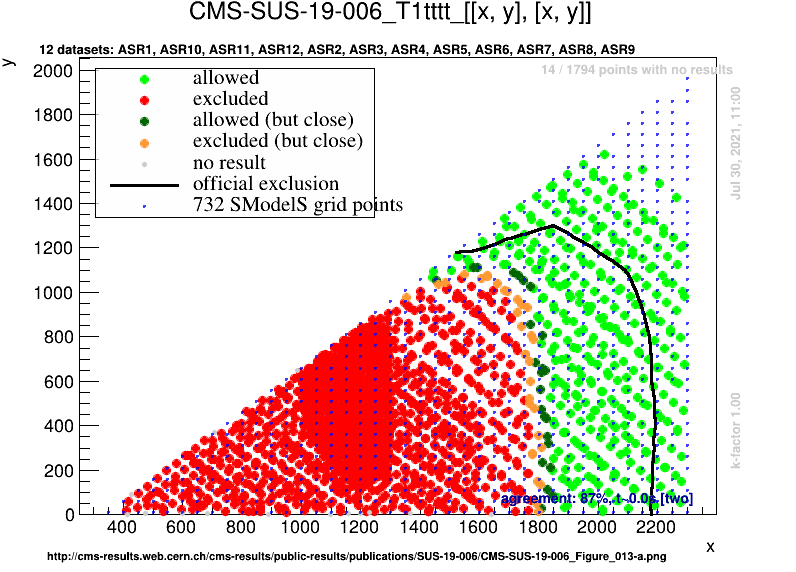 CMS-SUS-19-006_T1tttt_[[x, y], [x, y]]
12 datasets: ASR1, ASR10, ASR11, ASR12, ASR2, ASR3, ASR4, ASR5, ASR6, ASR7, ASR8, ASR9
y
14 / 1794 points with no results
allowed
excluded
allowed (but close)
excluded (but close)
no result
official exclusion
732 SModelS grid points
2000
1800
1600
1400
1200
1000
800
600
400
200
0
Jul 30, 2021, 11:00
k-factor 1.00
agreement: 87%, t~0.0s [two]
400 600 800 1000 1200 1400 1600 1800 2000 2200
x
http://cms-results.web.cern.ch/cms-results/public-results/publications/SUS-19-006/CMS-SUS-19-006_Figure_013-a.png